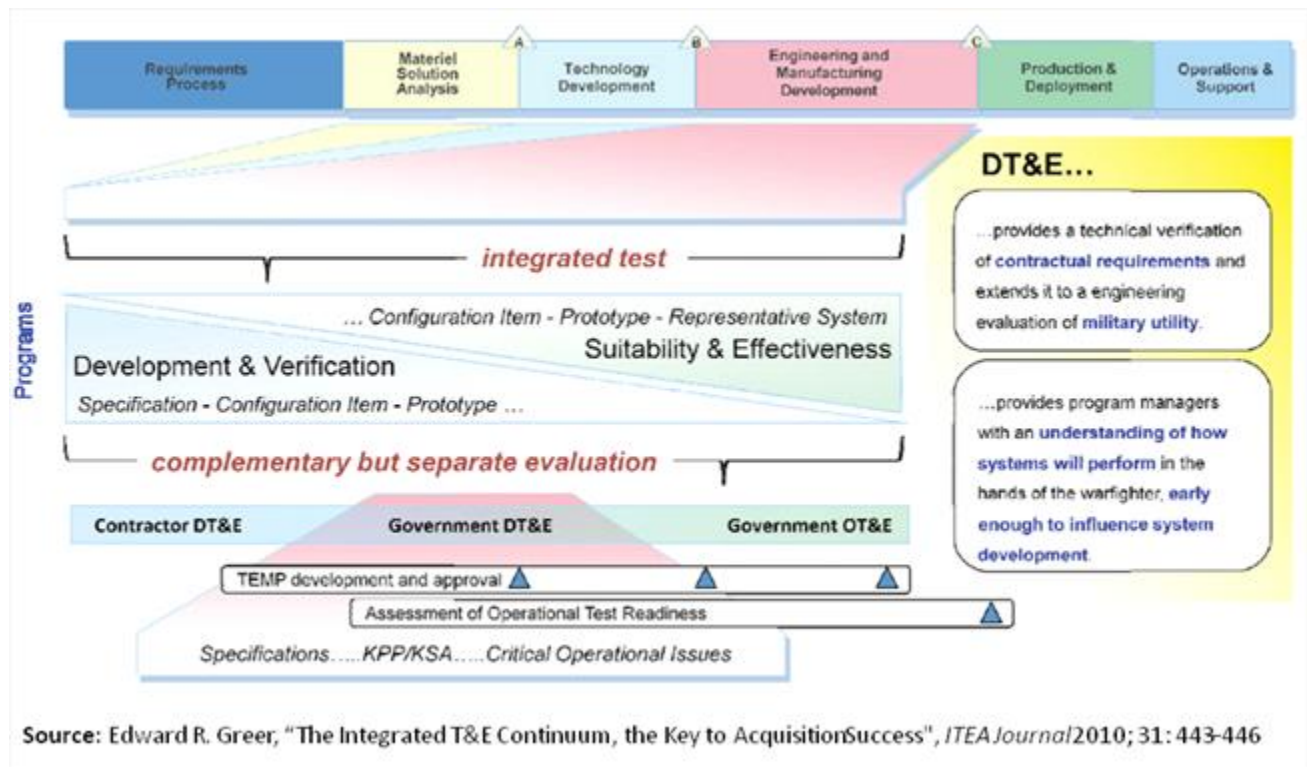 A
B
C
Requirements
Process
Materiel
Solution
Analysis
Technology
Development
Engineering and
Manufacturing
Development
Production &
Deployment
Operations &
Support
DT&E...
...provides a technical verification
of contractual requirements and
extends it to a engineering
evaluation of military utility.
...provides program managers
with an understanding of how
systems will perform in the
hands of the warfighter, early
enough to influence system
development.
Programs
integrated test
... Configuration Item - Prototype - Representative System
Suitability & Effectiveness
Development & Verification
Specification - Configuration Item - Prototype ...
complementary but separate evaluation
Contractor DT&E
Government DT&E
Government OT&E
TEMP development and approval
Assessment of Operational Test Readiness
Specifications.....KPP/KSA.....Critical Operational Issues
Source: Edward R. Greer, "The Integrated T&E Continuum, the Key to AcquisitionSuccess", ITEA Journal 2010; 31: 443-446